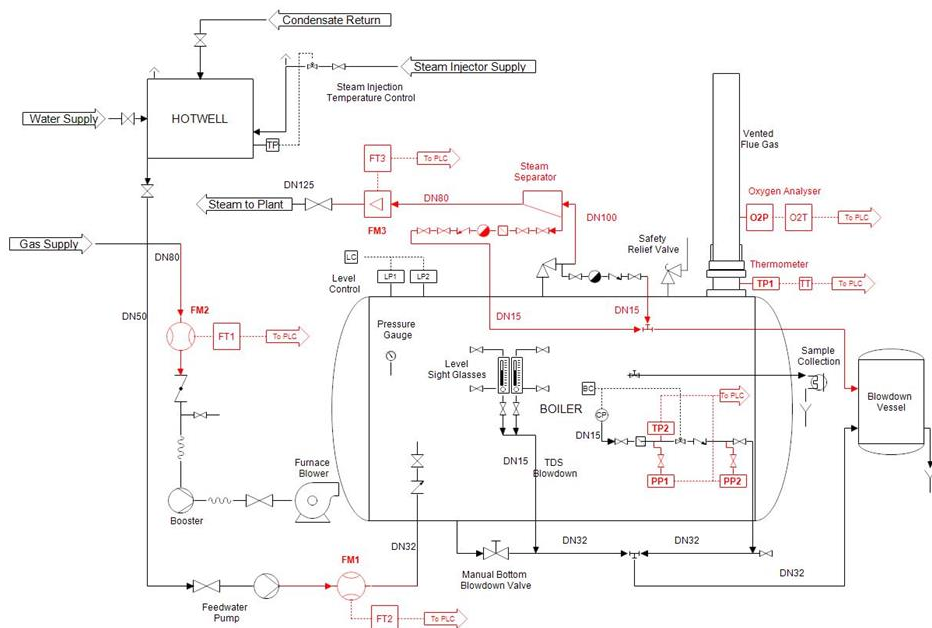 Condensate Return
Steam Injector Supply
Steam Injection
Temperature Control
Water Supply
HOTWELL
TP
Vented
Flue Gas
FT3
To PLC
Steam
Separator
DN125
Steam to Plant
DN80
FM3
DN100
Oxygen Analyser
O2P
O2T
To PLC
Gas Supply
DN80
LC
Level
Control
LP1
LP2
Safety
Relief Valve
Thermometer
TP1
TT
To PLC
DN50
FM2
FT1
To PLC
DN15
DN15
Pressure
Gauge
Level
Sight Glasses
Sample
Collection
BOILER
BC
CP
To PLC
DN15
TP2
PP1
PP2
Blowdown
Vessel
DN15
TDS
Blowdown
Furnace
Blower
Booster
DN32
FM1
Manual Bottom
Blowdown Valve
DN32
DN32
DN32
Feedwater
Pump
FT2
To PLC